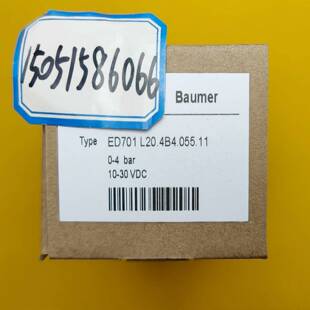 15051586066
Baumer
Type ED701 L20.4B4.055.11
0-4 bar
10-30 VDC